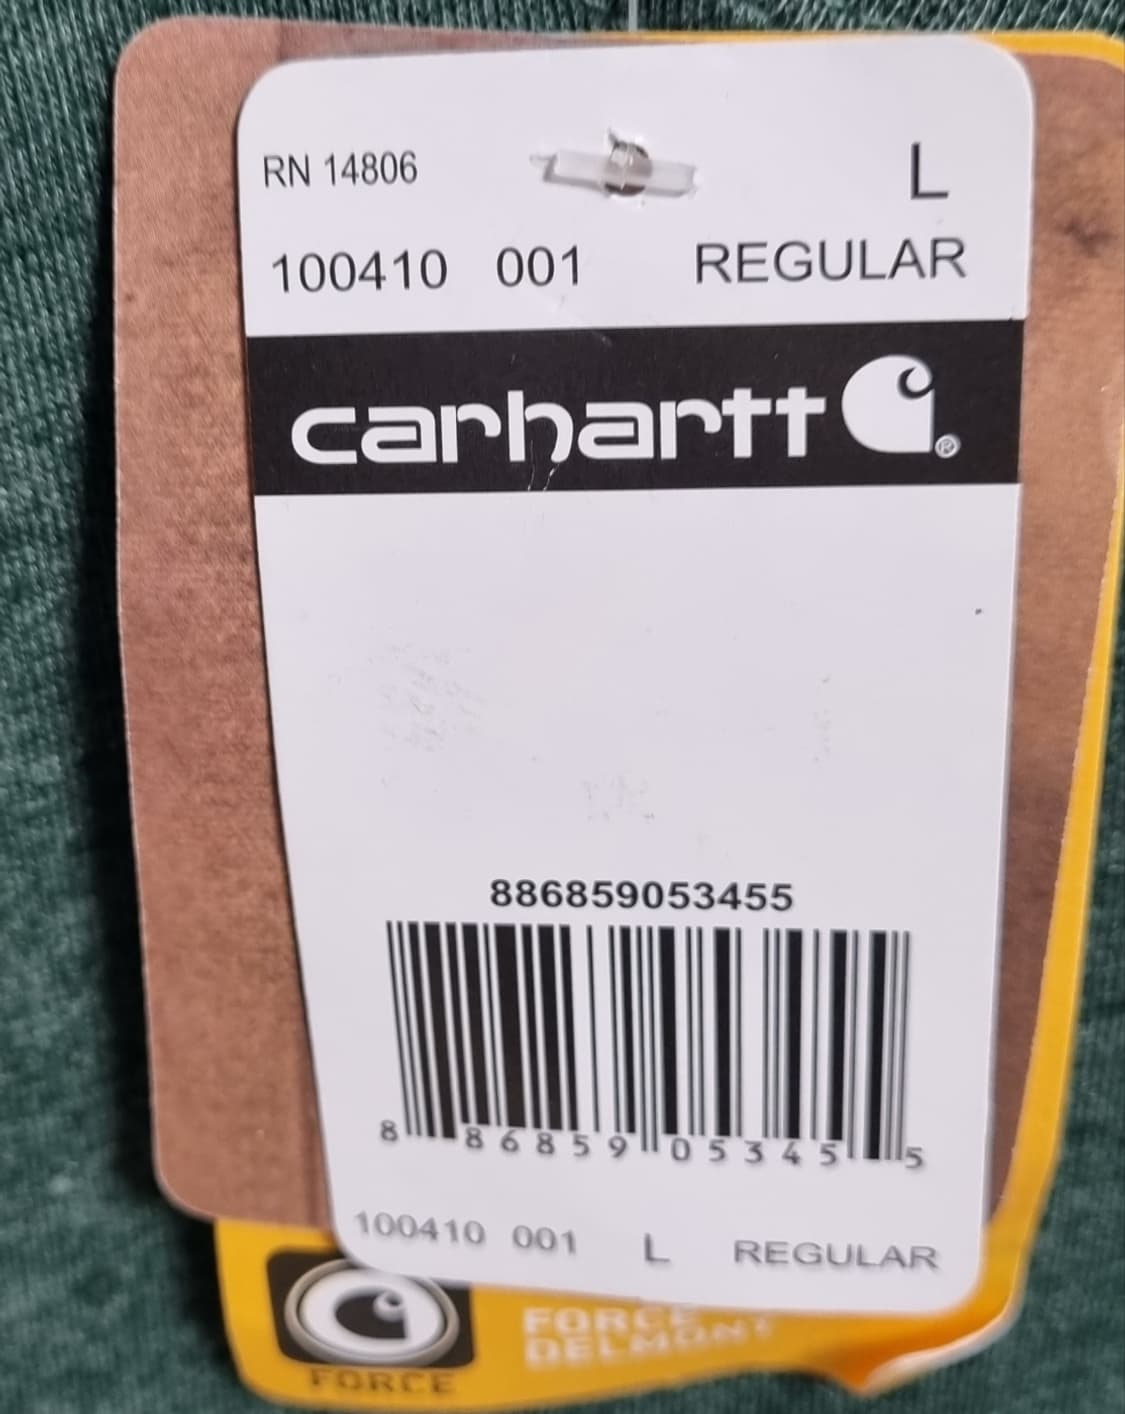 RN 14806
L
100410 001 REGULAR
carhartt ®
886859053455
8 86859 05345 5
100410 001 L REGULAR
FORCE
DELMONT
FORCE